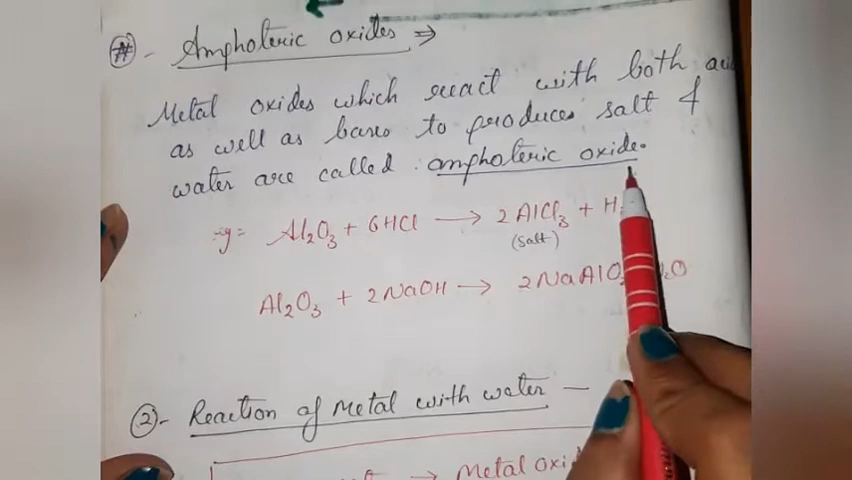 # - Amphoteric oxides ⇒
Metal oxides which react with both
as well as bases to produces salt &
water are called amphoteric oxide.
Al₂O₃ + 6HCl → 2AlCl₃ + H
(salt)
Al₂O₃ + 2NaOH → 2NaAlO
②- Reaction of Metal with water —
→ Metal oxi